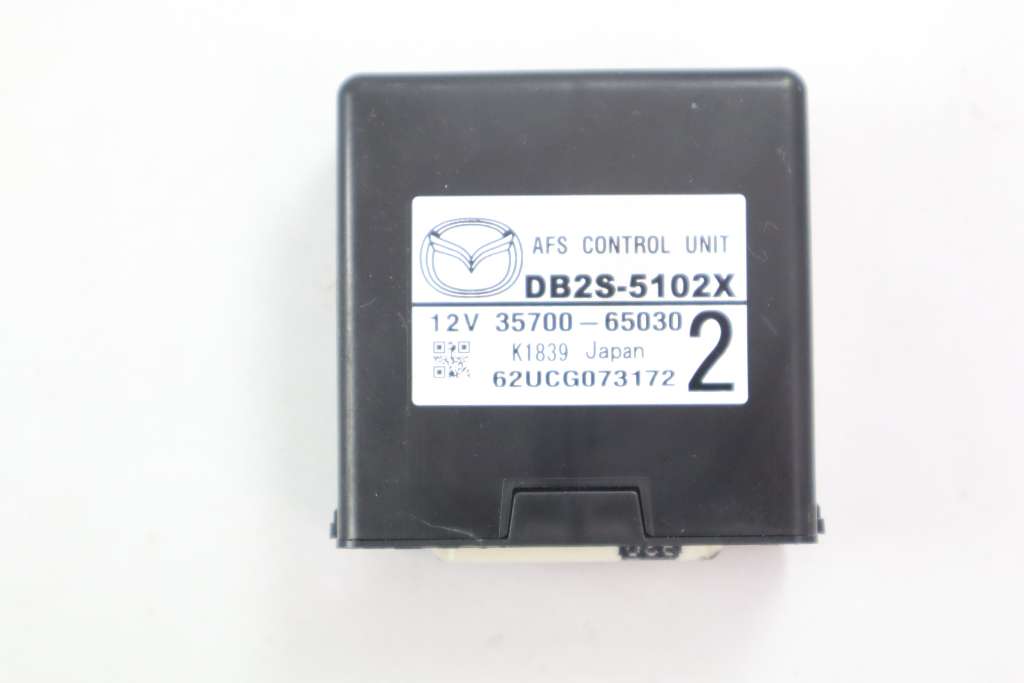 AFS CONTROL UNIT
DB2S-5102X
12V 35700-65030
2
K1839 Japan
62UCG073172